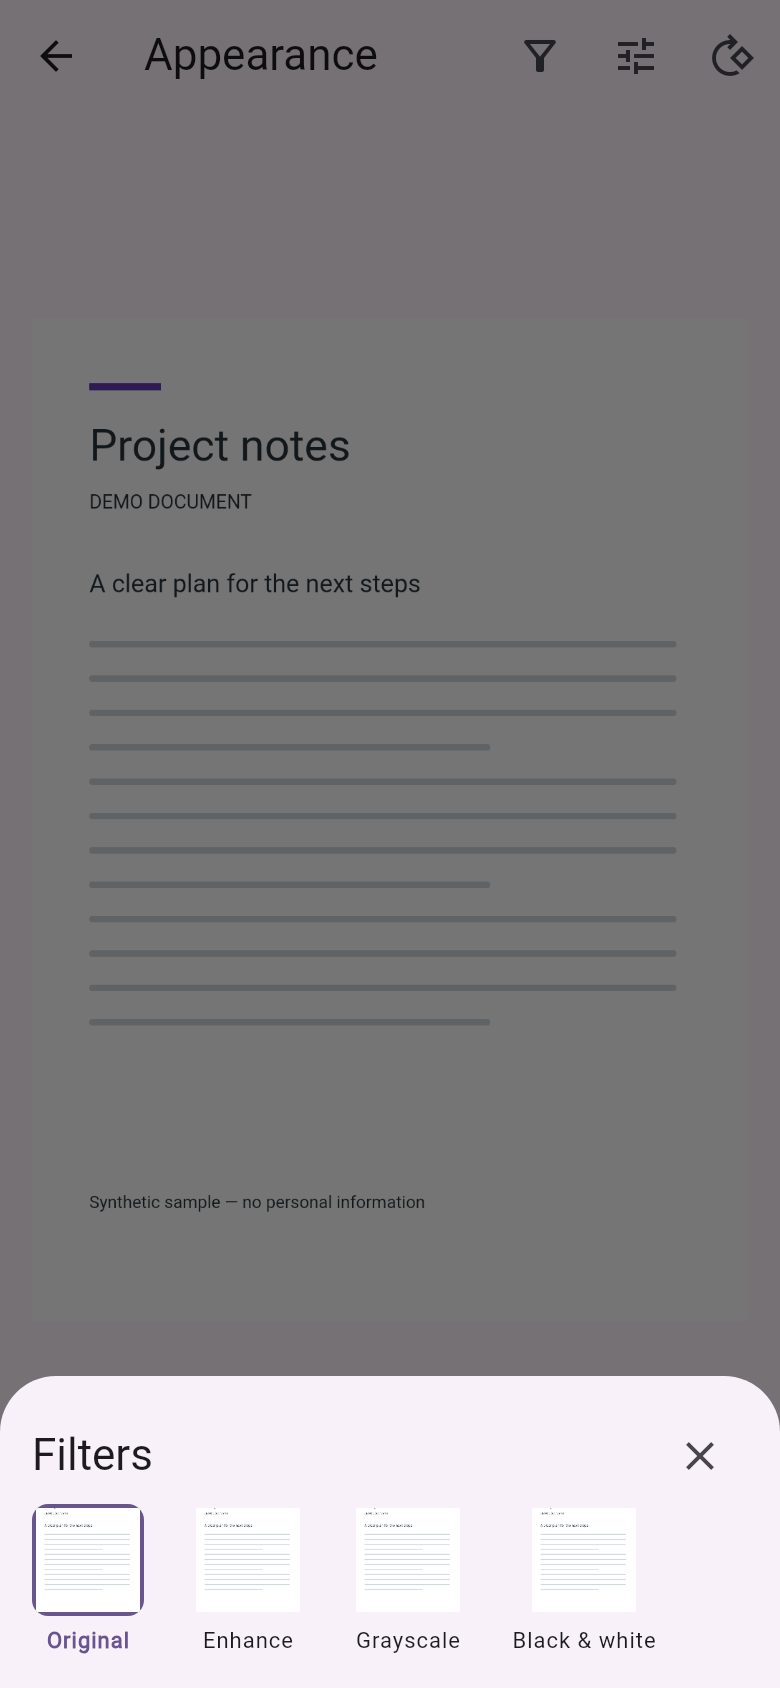 Appearance
Project notes
DEMO DOCUMENT
A clear plan for the next steps
Synthetic sample — no personal information
Filters
Original
Enhance
Grayscale
Black & white